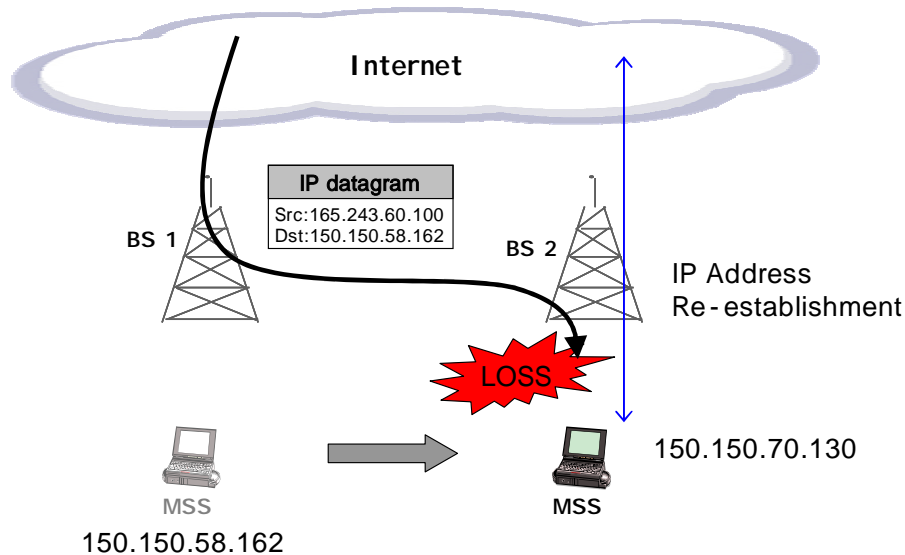 Internet
IP datagram
Src:165.243.60.100
Dst:150.150.58.162
BS 1
BS 2
IP Address
Re-establishment
LOSS
150.150.70.130
MSS
MSS
150.150.58.162